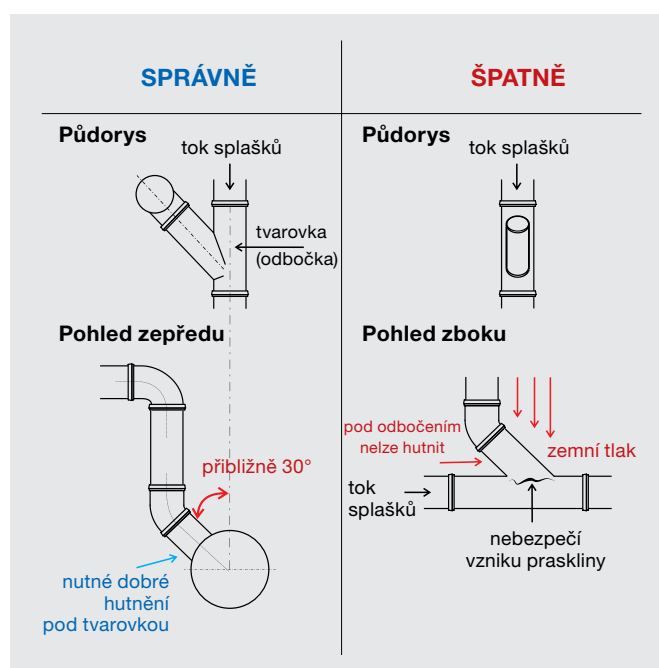 SPRÁVNĚ
ŠPATNĚ
Půdorys
tok splašků
tvarovka
(odbočka)
Půdorys
tok splašků
Pohled zepředu
přibližně 30°
nutné dobré
hutnění
pod tvarovkou
Pohled zboku
pod odbočením
nelze hutnit
zemní tlak
tok
splašků
nebezpečí
vzniku praskliny